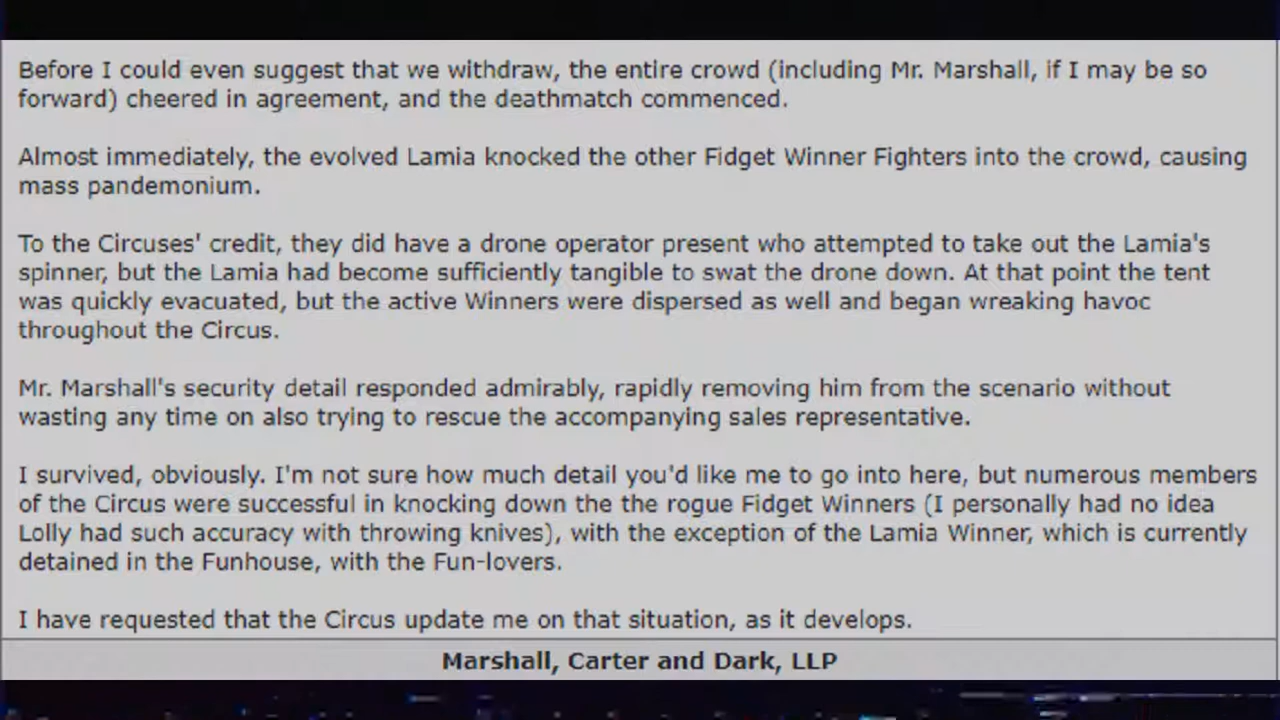 Before I could even suggest that we withdraw, the entire crowd (including Mr. Marshall, if I may be so
forward) cheered in agreement, and the deathmatch commenced.
Almost immediately, the evolved Lamia knocked the other Fidget Winner Fighters into the crowd, causing
mass pandemonium.
To the Circuses' credit, they did have a drone operator present who attempted to take out the Lamia's
spinner, but the Lamia had become sufficiently tangible to swat the drone down. At that point the tent
was quickly evacuated, but the active Winners were dispersed as well and began wreaking havoc
throughout the Circus.
Mr. Marshall's security detail responded admirably, rapidly removing him from the scenario without
wasting any time on also trying to rescue the accompanying sales representative.
I survived, obviously. I'm not sure how much detail you'd like me to go into here, but numerous members
of the Circus were successful in knocking down the the rogue Fidget Winners (I personally had no idea
Lolly had such accuracy with throwing knives), with the exception of the Lamia Winner, which is currently
detained in the Funhouse, with the Fun-lovers.
I have requested that the Circus update me on that situation, as it develops.
Marshall, Carter and Dark, LLP